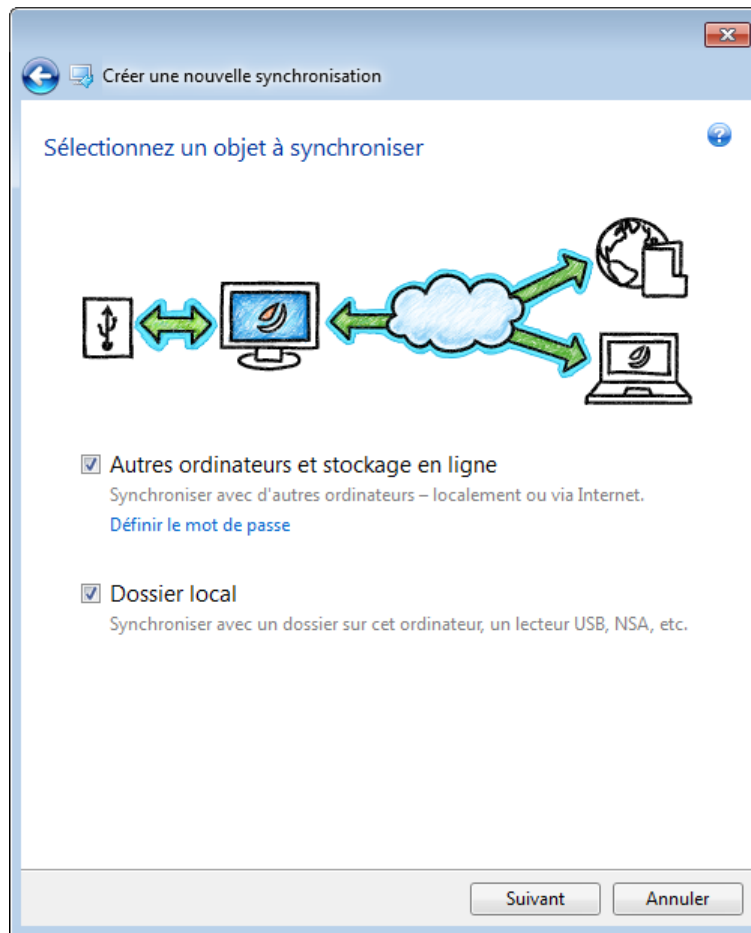 Créer une nouvelle synchronisation
Sélectionnez un objet à synchroniser
Autres ordinateurs et stockage en ligne
Synchroniser avec d'autres ordinateurs – localement ou via Internet.
Définir le mot de passe
Dossier local
Synchroniser avec un dossier sur cet ordinateur, un lecteur USB, NSA, etc.
Suivant
Annuler